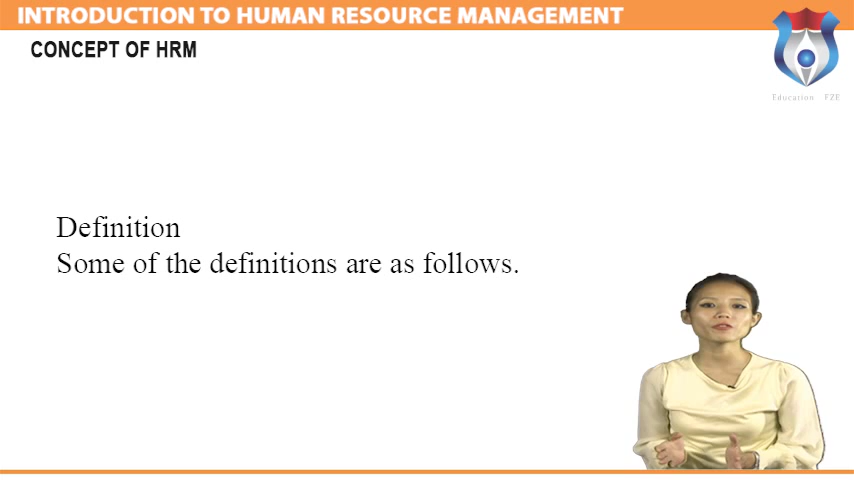 INTRODUCTION TO HUMAN RESOURCE MANAGEMENT
CONCEPT OF HRM
Education FZE
Definition
Some of the definitions are as follows.